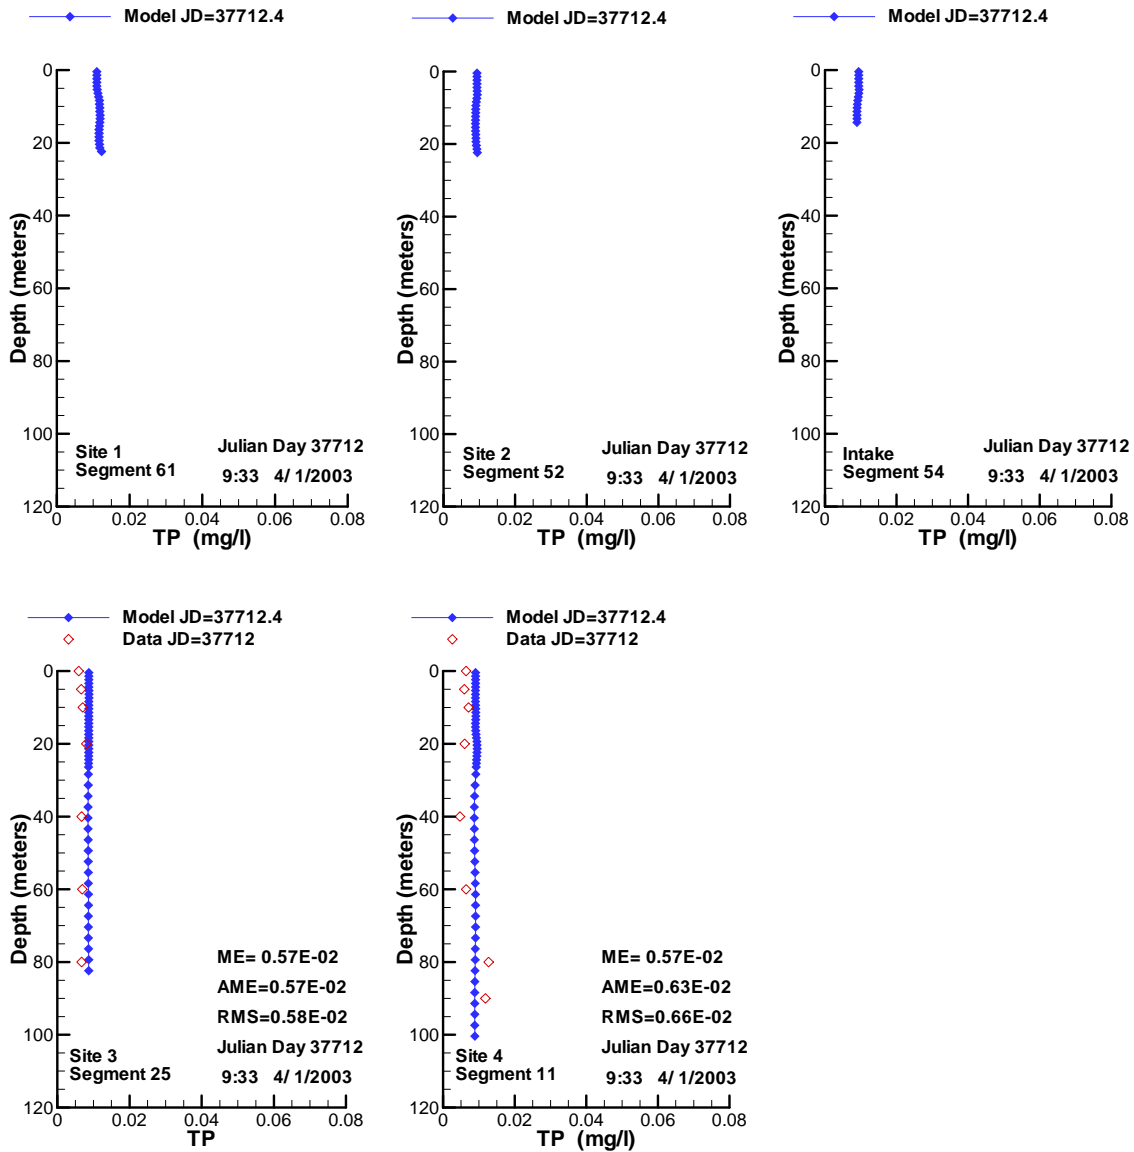 Model JD=37712.4
0
20
40
60
80
100
120
Depth (meters)
Site 1
Segment 61
Julian Day 37712
9:33 4/ 1/2003
0 0.02 0.04 0.06 0.08
TP (mg/l)
Model JD=37712.4
0
20
40
60
80
100
120
Depth (meters)
Site 2
Segment 52
Julian Day 37712
9:33 4/ 1/2003
0 0.02 0.04 0.06 0.08
TP (mg/l)
Model JD=37712.4
0
20
40
60
80
100
120
Depth (meters)
Intake
Segment 54
Julian Day 37712
9:33 4/ 1/2003
0 0.02 0.04 0.06 0.08
TP (mg/l)
Model JD=37712.4
Data JD=37712
0
20
40
60
80
100
120
Depth (meters)
ME= 0.57E-02
AME=0.57E-02
RMS=0.58E-02
Site 3
Segment 25
Julian Day 37712
9:33 4/ 1/2003
0 0.02 0.04 0.06 0.08
TP
Model JD=37712.4
Data JD=37712
0
20
40
60
80
100
120
Depth (meters)
ME= 0.57E-02
AME=0.63E-02
RMS=0.66E-02
Site 4
Segment 11
Julian Day 37712
9:33 4/ 1/2003
0 0.02 0.04 0.06 0.08
TP (mg/l)